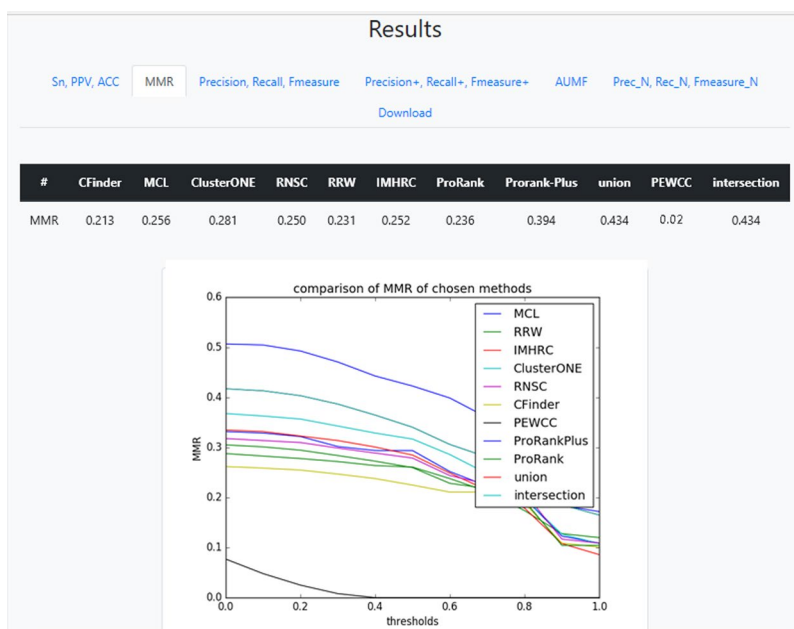 Results
Sn, PPV, ACC MMR Precision, Recall, Fmeasure Precision+, Recall+, Fmeasure+ AUMF Prec_N, Rec_N, Fmeasure_N
Download
# CFinder MCL ClusterONE RNSC RRW IMHRC ProRank Prorank-Plus union PEWCC intersection
MMR 0.213 0.256 0.281 0.250 0.231 0.252 0.236 0.394 0.434 0.02 0.434
comparison of MMR of chosen methods
0.6
0.5
0.4
0.3
0.2
0.1
0.0
MMR
MCL
RRW
IMHRC
ClusterONE
RNSC
CFinder
PEWCC
ProRankPlus
ProRank
union
intersection
0.0 0.2 0.4 0.6 0.8 1.0
thresholds